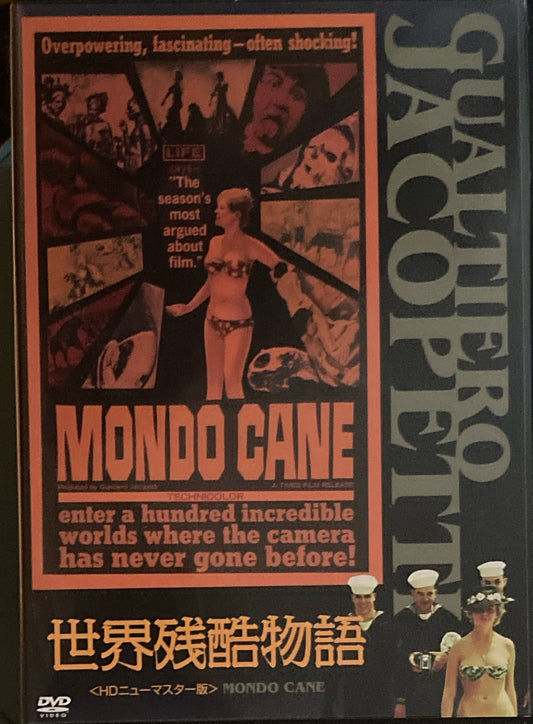 Overpowering, fascinating—often shocking!
LIFE
says-
"The
season's
most
argued
about
film."
MONDO CANE
Produced by Gualtiero Jacopetti
A TIMES FILM RELEASE
TECHNICOLOR
enter a hundred incredible
worlds where the camera
has never gone before!
GUALTIERO
JACOPETTI
世界残酷物語
<HDニューマスター版> MONDO CANE
DVD
VIDEO